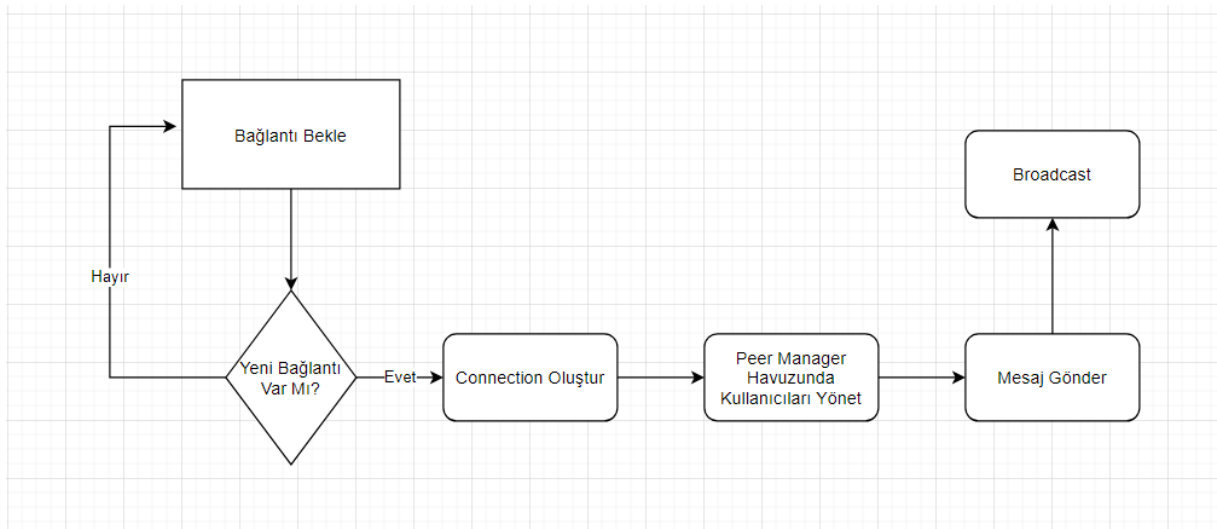 Bağlantı Bekle
Hayır
Yeni Bağlantı
Var Mı?
Evet
Connection Oluştur
Peer Manager
Havuzunda
Kullanıcıları Yönet
Mesaj Gönder
Broadcast